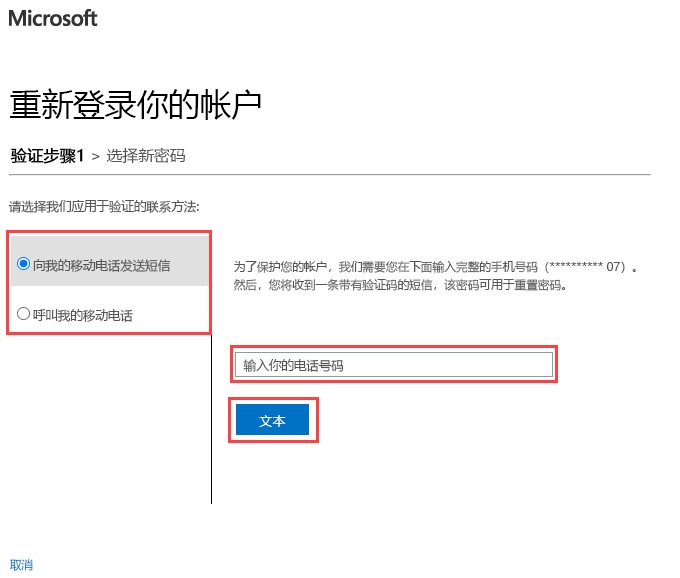 Microsoft
重新登录你的帐户
验证步骤1 > 选择新密码
请选择我们应用于验证的联系方法:
向我的移动电话发送短信
呼叫我的移动电话
为了保护您的帐户，我们需要您在下面输入完整的手机号码（********** 07）。
然后，您将收到一条带有验证码的短信，该密码可用于重置密码。
输入你的电话号码
文本
取消